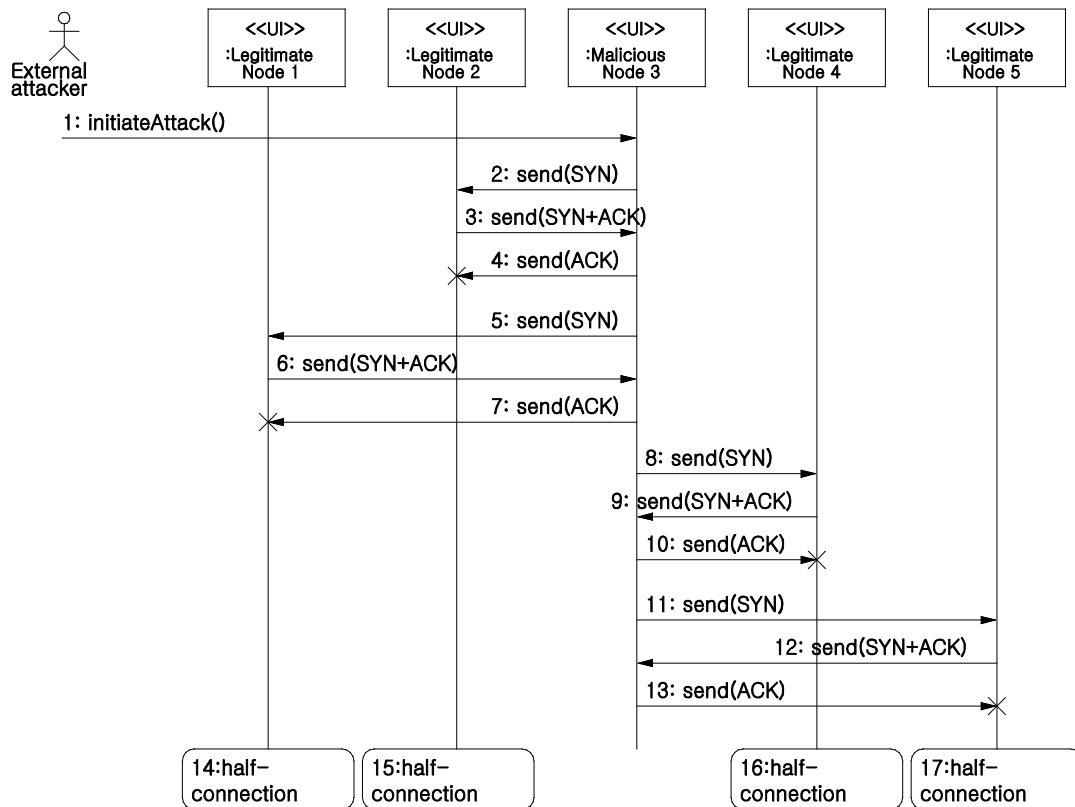 <<UI>>
:Legitimate
Node 1
<<UI>>
:Legitimate
Node 2
<<UI>>
:Malicious
Node 3
<<UI>>
:Legitimate
Node 4
<<UI>>
:Legitimate
Node 5
External
attacker
1: initiateAttack()
2: send(SYN)
3: send(SYN+ACK)
4: send(ACK)
5: send(SYN)
6: send(SYN+ACK)
7: send(ACK)
8: send(SYN)
9: send(SYN+ACK)
10: send(ACK)
11: send(SYN)
12: send(SYN+ACK)
13: send(ACK)
14:half-
connection
15:half-
connection
16:half-
connection
17:half-
connection